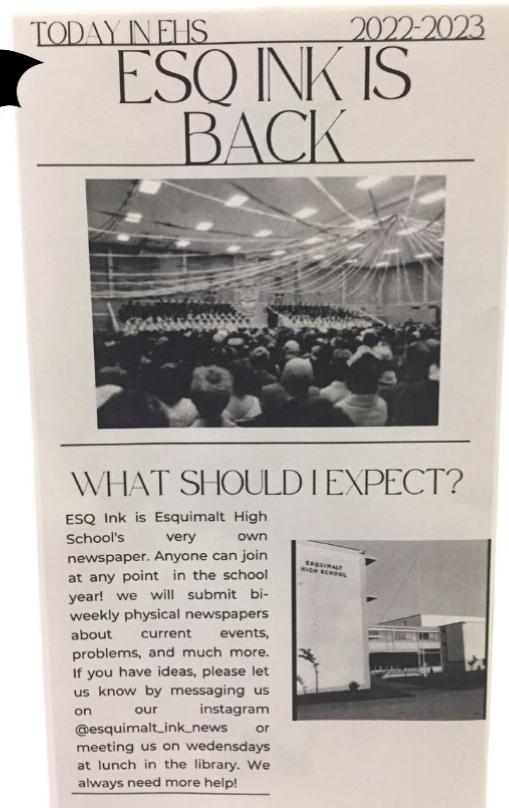 TODAY IN EHS 2022-2023
ESQ INK IS
BACK
WHAT SHOULD I EXPECT?
ESQ Ink is Esquimalt High
School's very own
newspaper. Anyone can join
at any point in the school
year! we will submit bi-
weekly physical newspapers
about current events,
problems, and much more.
If you have ideas, please let
us know by messaging us
on our instagram
@esquimalt_ink_news or
meeting us on wedensdays
at lunch in the library. We
always need more help!
ESQUIMALT
HIGH SCHOOL